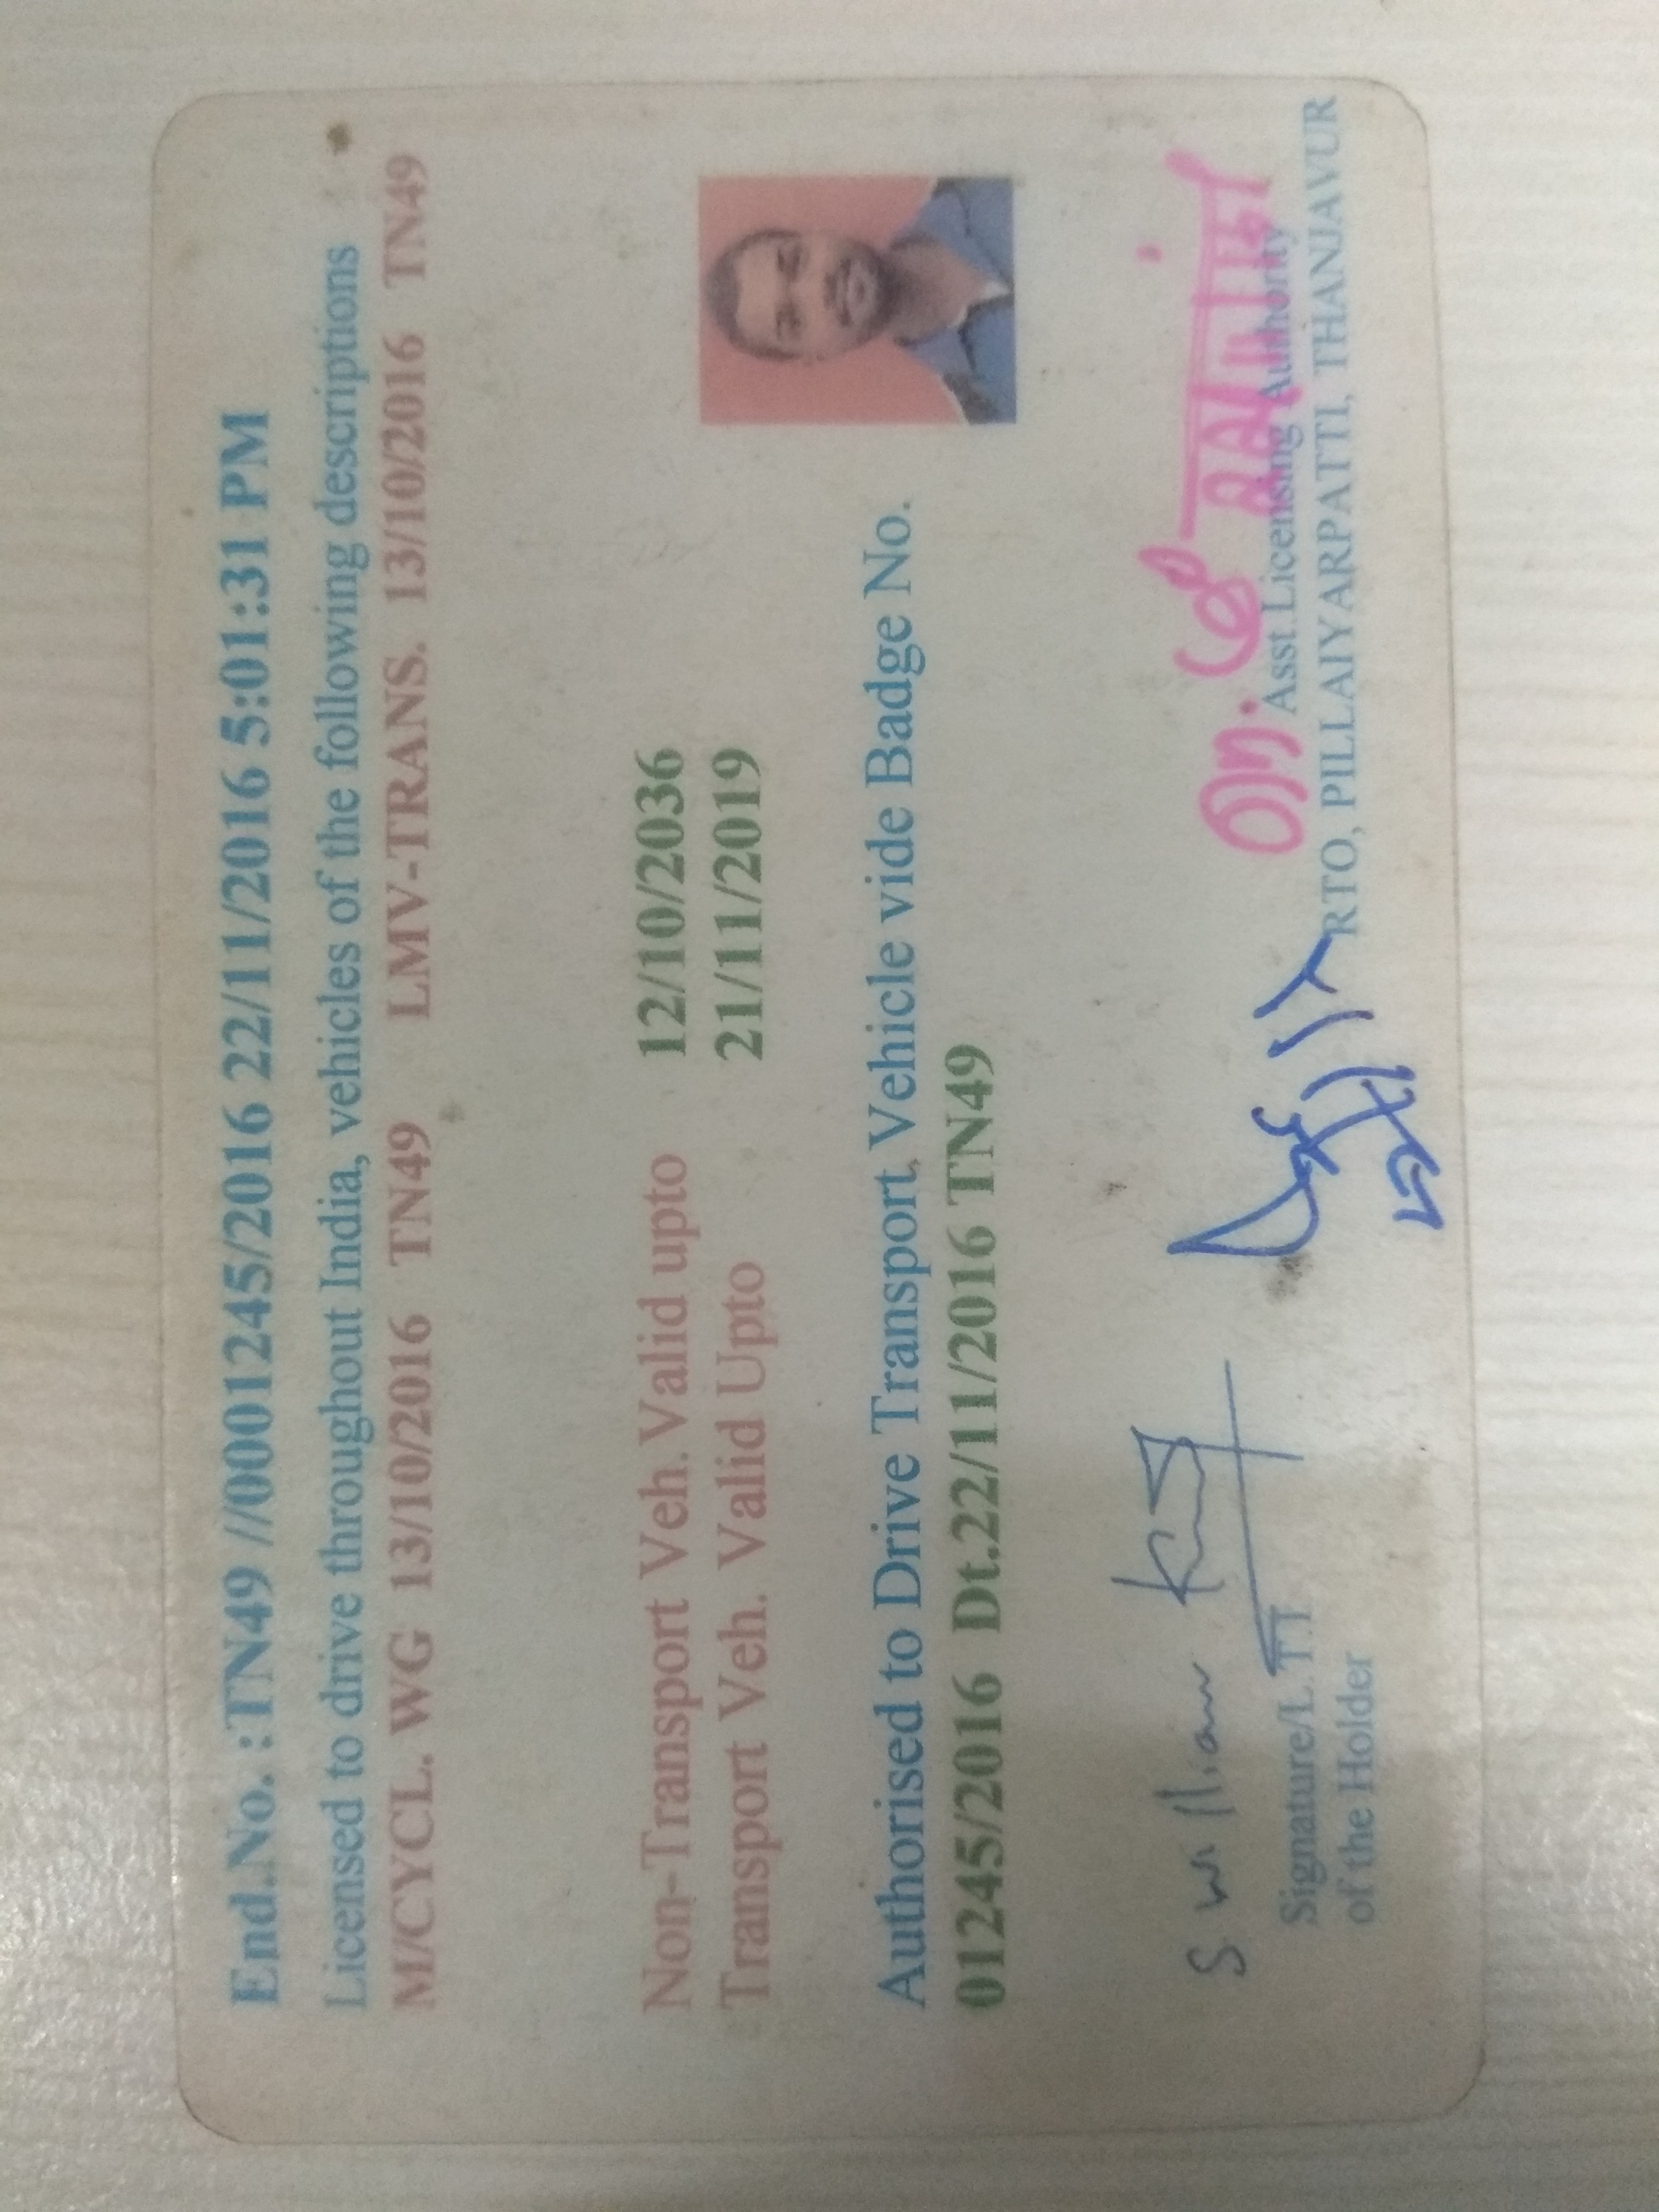 End.No. :TN49 //0001245/2016 22/11/2016 5:01:31 PM
Licensed to drive throughout India, vehicles of the following descriptions
M/CYCL. WG 13/10/2016 TN49 LMV-TRANS. 13/10/2016 TN49
Non-Transport Veh. Valid upto 12/10/2036
Transport Veh. Valid Upto 21/11/2019
Authorised to Drive Transport Vehicle vide Badge No.
01245/2016 Dt.22/11/2016 TN49
S William
Signature/L.T.I
of the Holder
Asst.Licensing Authority
RTO, PILLAIYARPATTI, THANJAVUR